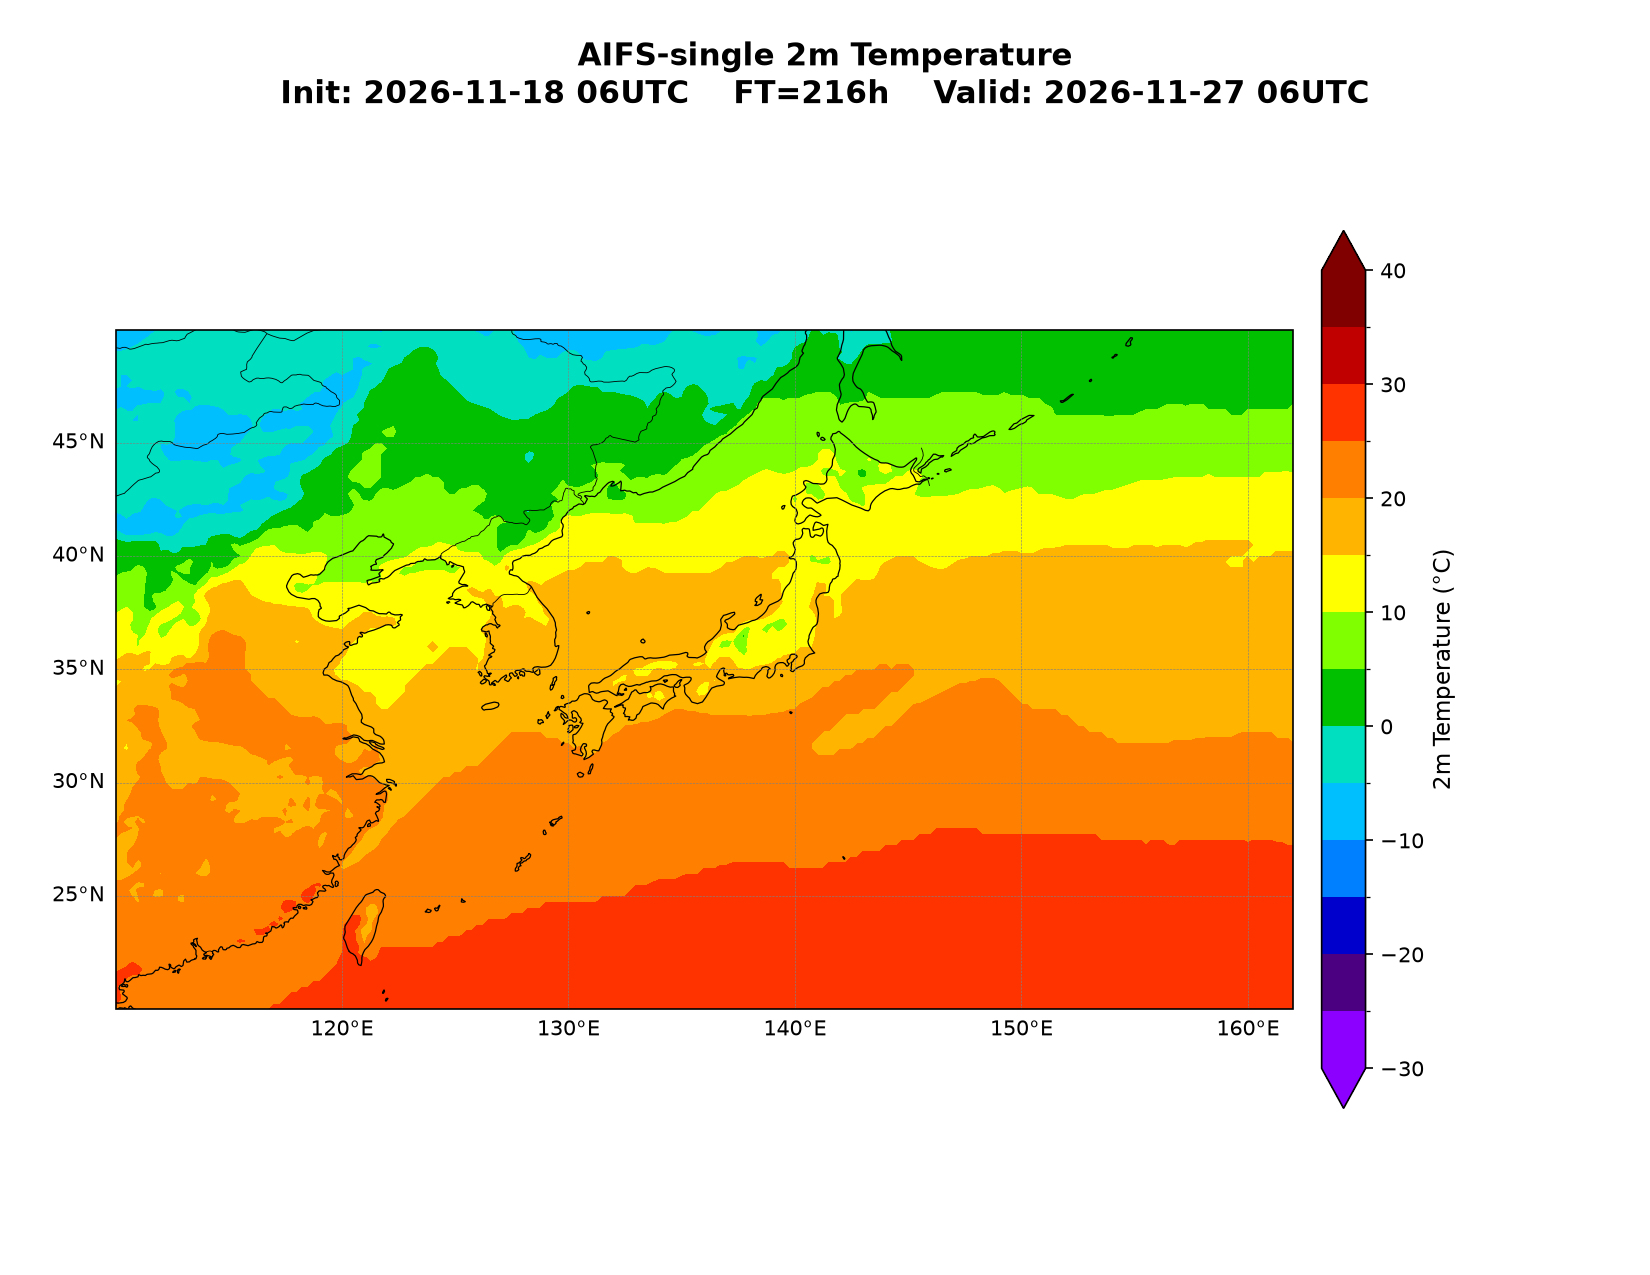 AIFS-single 2m Temperature
Init: 2026-11-18 06UTC    FT=216h    Valid: 2026-11-27 06UTC
45°N
40°N
35°N
30°N
25°N
120°E
130°E
140°E
150°E
160°E
40
30
20
10
0
−10
−20
−30
2m Temperature (°C)